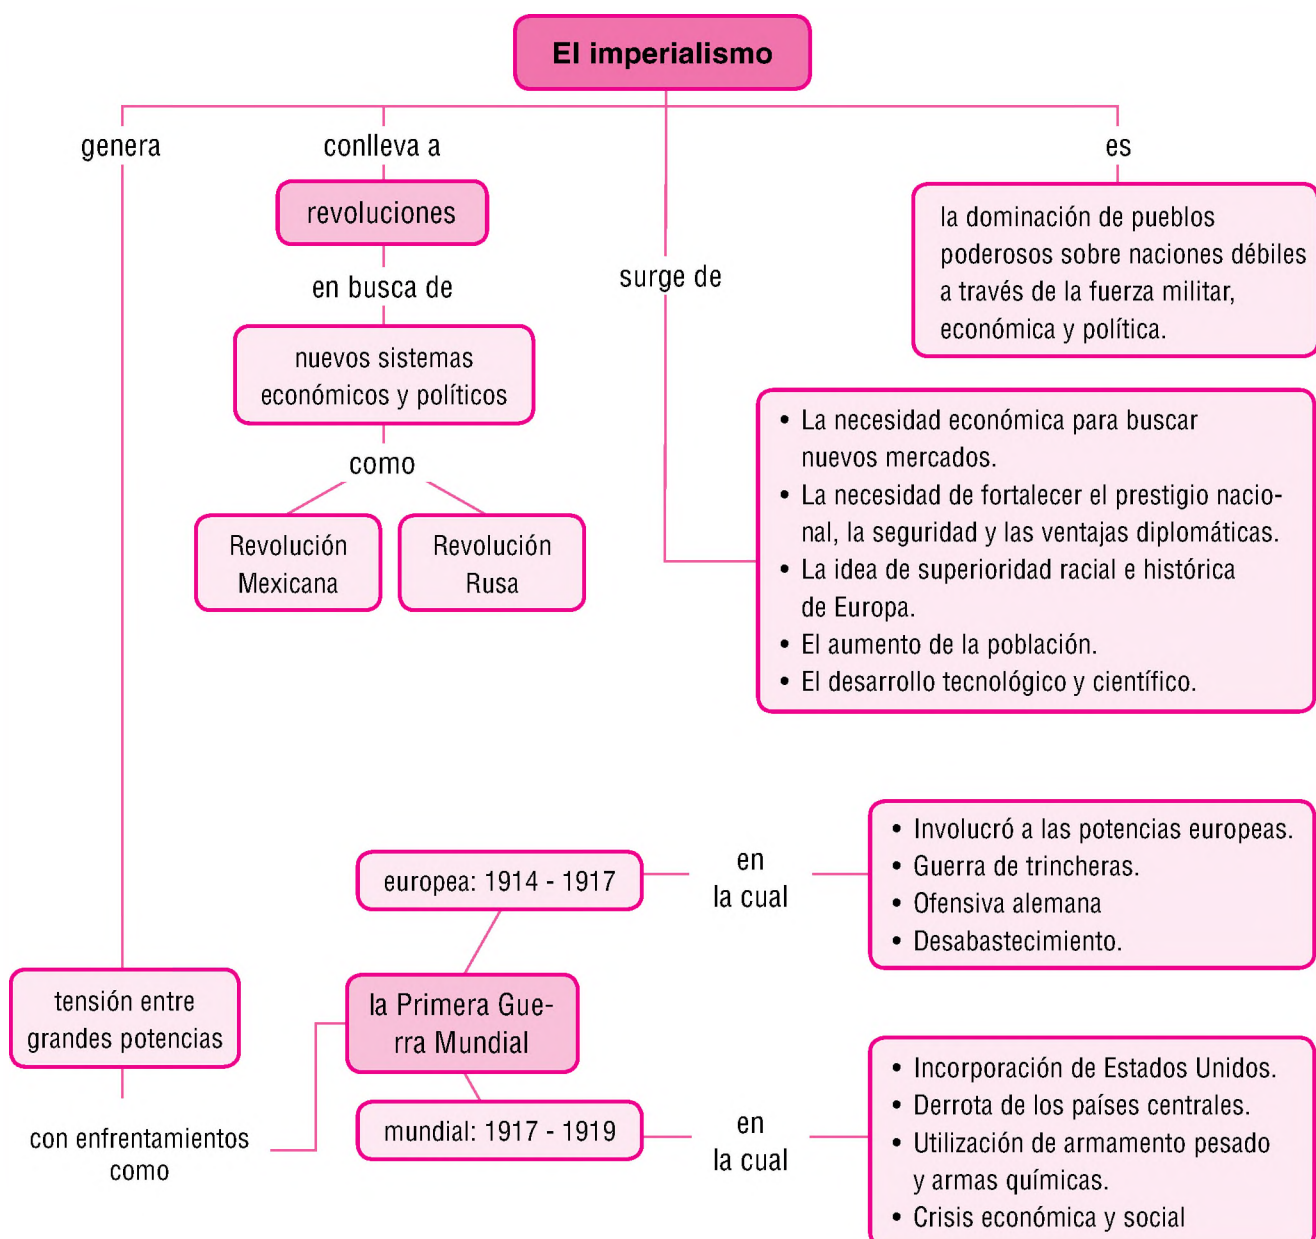 El imperialismo
genera
conlleva a
es
revoluciones
la dominación de pueblos
poderosos sobre naciones débiles
a través de la fuerza militar,
económica y política.
en busca de
surge de
nuevos sistemas
económicos y políticos
como
Revolución
Mexicana
Revolución
Rusa
• La necesidad económica para buscar
nuevos mercados.
• La necesidad de fortalecer el prestigio nacio-
nal, la seguridad y las ventajas diplomáticas.
• La idea de superioridad racial e histórica
de Europa.
• El aumento de la población.
• El desarrollo tecnológico y científico.
europea: 1914 - 1917
en
la cual
• Involucró a las potencias europeas.
• Guerra de trincheras.
• Ofensiva alemana
• Desabastecimiento.
tensión entre
grandes potencias
la Primera Gue-
rra Mundial
con enfrentamientos
como
mundial: 1917 - 1919
en
la cual
• Incorporación de Estados Unidos.
• Derrota de los países centrales.
• Utilización de armamento pesado
y armas químicas.
• Crisis económica y social